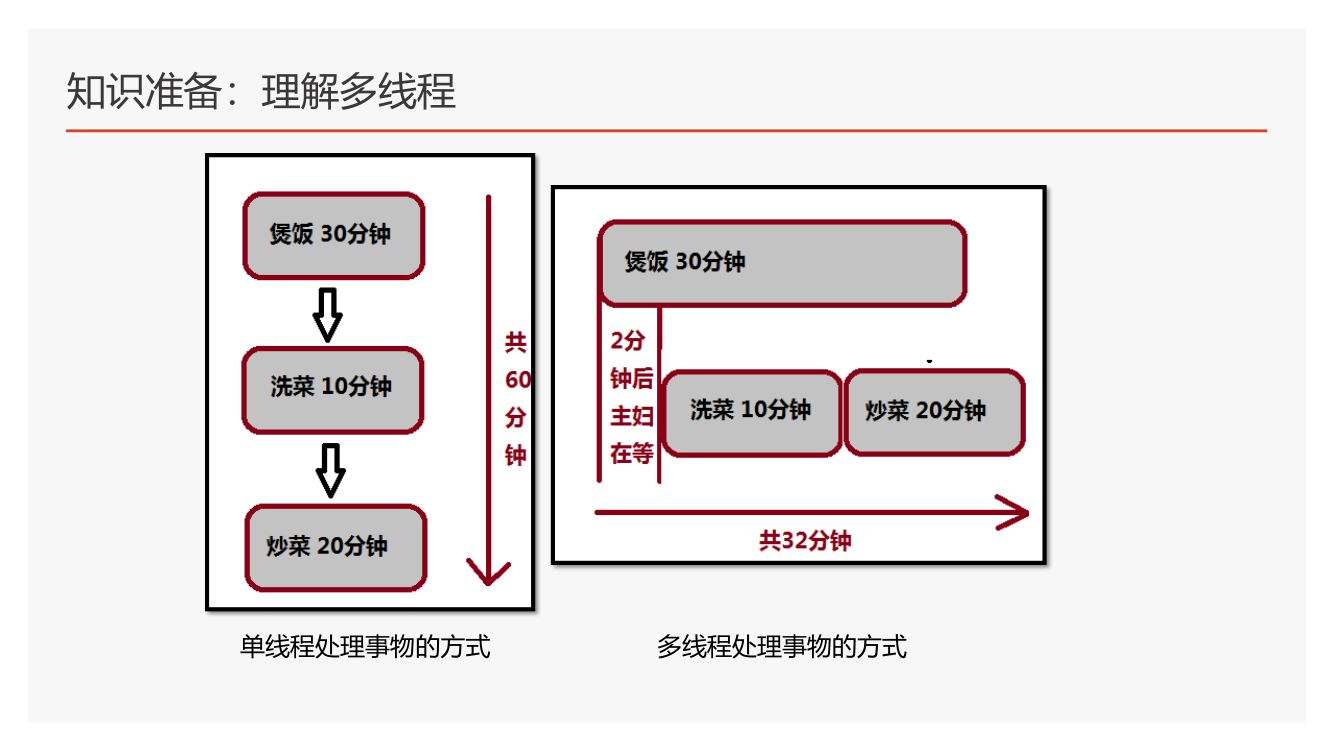 知识准备：理解多线程
煲饭 30分钟
洗菜 10分钟
炒菜 20分钟
共
60
分
钟
单线程处理事物的方式
煲饭 30分钟
2分
钟后
主妇
在等
洗菜 10分钟
炒菜 20分钟
共32分钟
多线程处理事物的方式